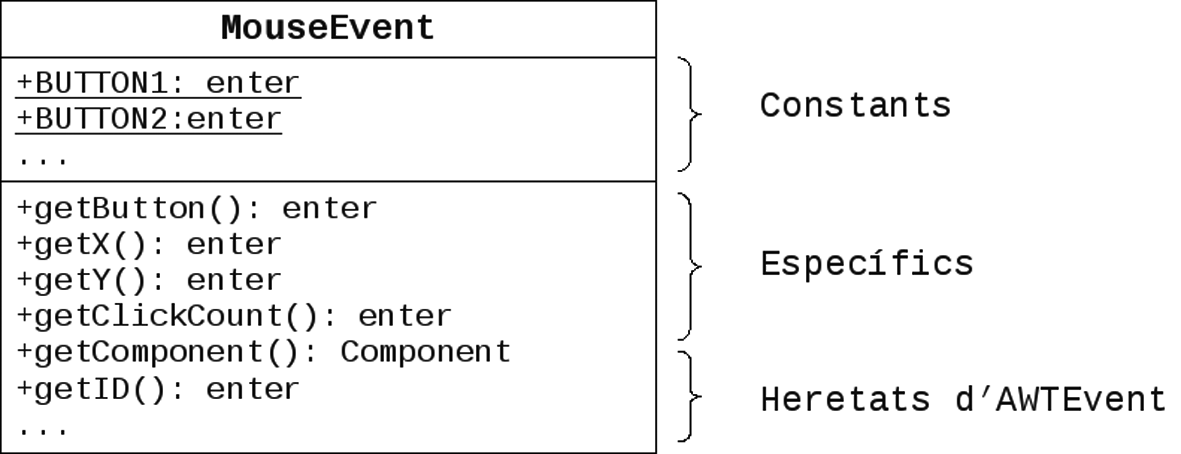 MouseEvent
+BUTTON1: enter
+BUTTON2:enter
...
Constants
+getButton(): enter
+getX(): enter
+getY(): enter
+getClickCount(): enter
Específics
+getComponent(): Component
+getID(): enter
...
Heretats d’AWTEvent